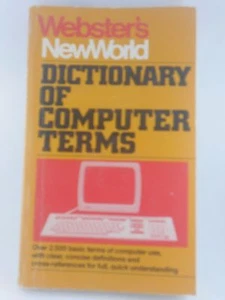 Webster's
NewWorld
DICTIONARY
OF
COMPUTER
TERMS
Over 2,500 basic terms of computer use,
with clear, concise definitions and
cross-references for full, quick understanding